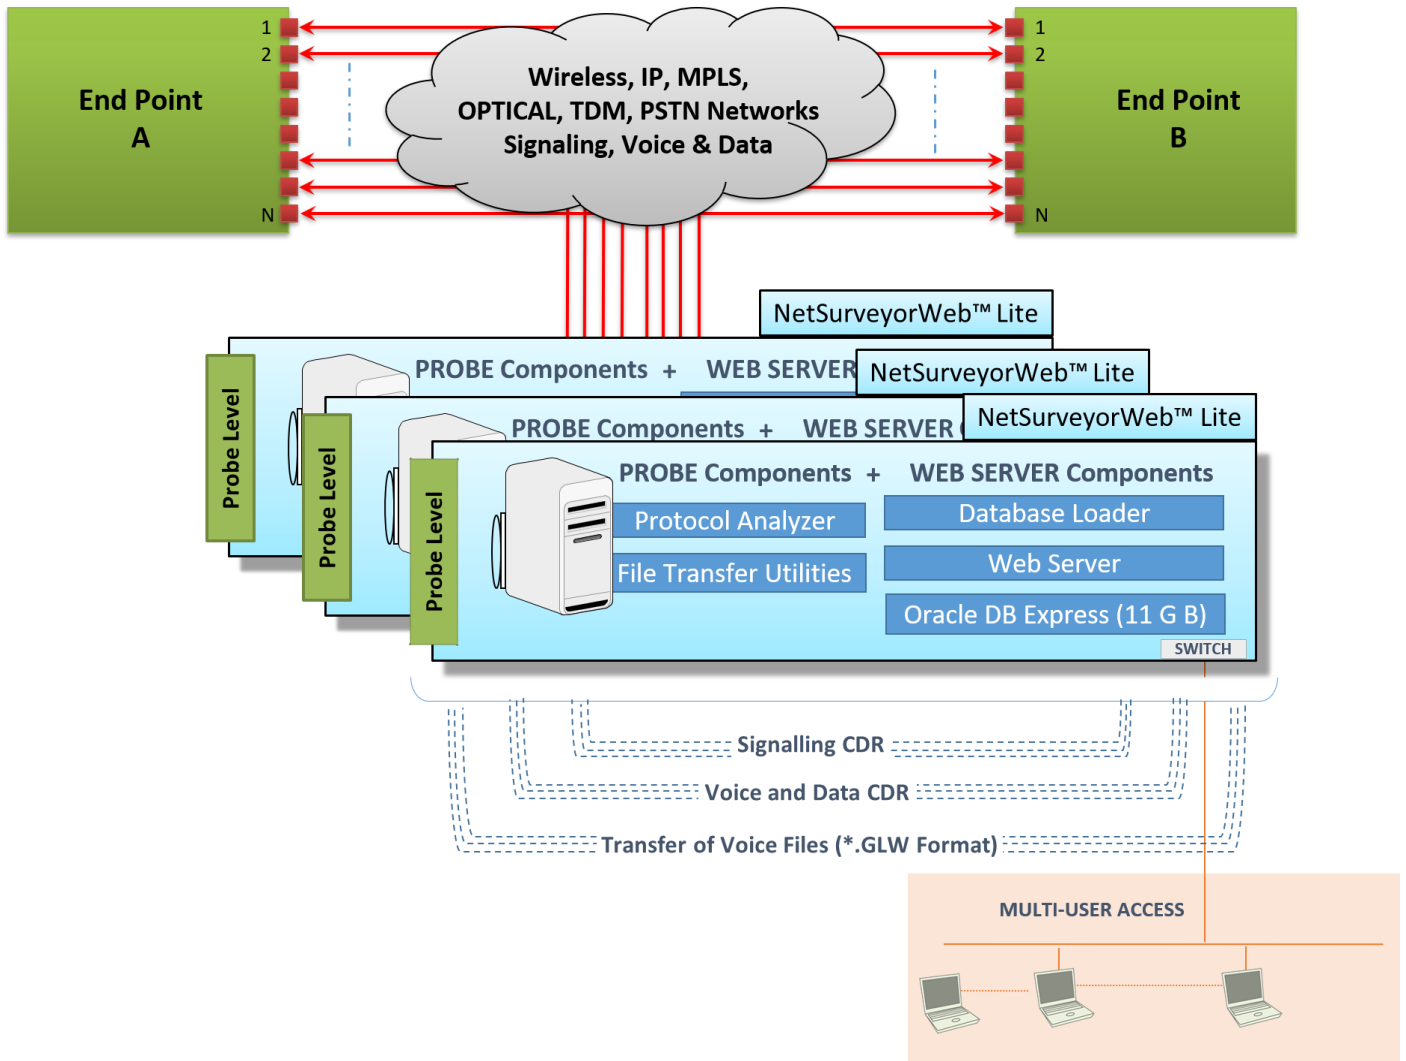 1
2
N
End Point
A
Wireless, IP, MPLS,
OPTICAL, TDM, PSTN Networks
Signaling, Voice & Data
1
2
N
End Point
B
NetSurveyorWeb™ Lite
Probe Level
PROBE Components + WEB SERVER
NetSurveyorWeb™ Lite
Probe Level
PROBE Components + WEB SERVER
NetSurveyorWeb™ Lite
Probe Level
PROBE Components + WEB SERVER Components
Protocol Analyzer
File Transfer Utilities
Database Loader
Web Server
Oracle DB Express (11 G B)
SWITCH
Signalling CDR
Voice and Data CDR
Transfer of Voice Files (*.GLW Format)
MULTI-USER ACCESS